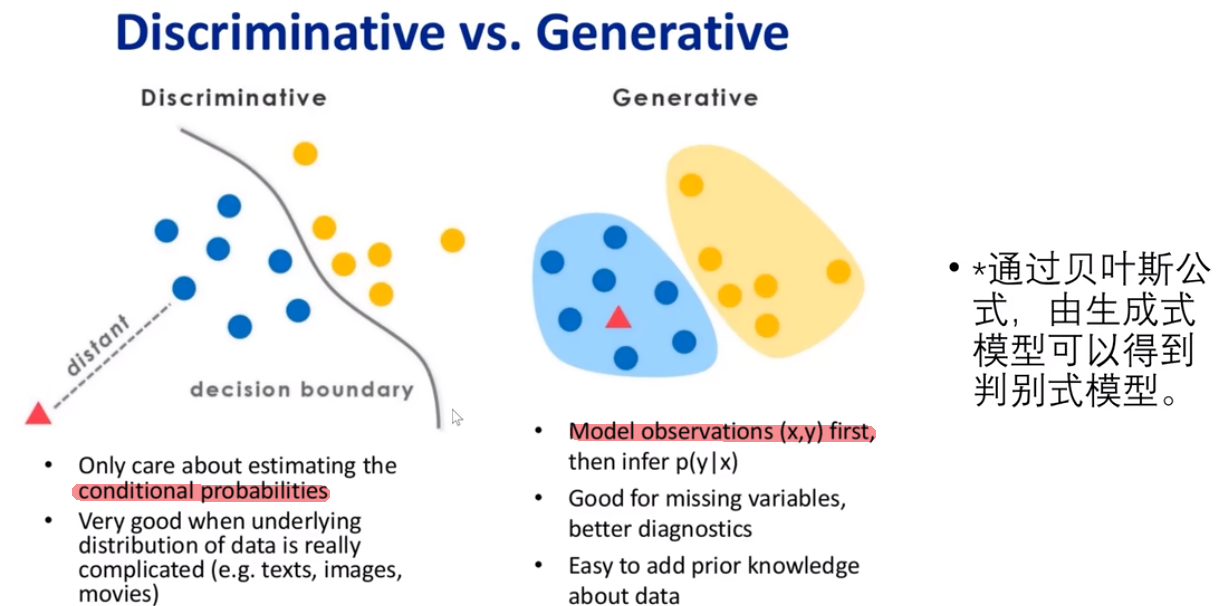 Discriminative vs. Generative
Discriminative
distant
decision boundary
• Only care about estimating the
conditional probabilities
• Very good when underlying
distribution of data is really
complicated (e.g. texts, images,
movies)
Generative
• Model observations (x,y) first,
then infer p(y|x)
• Good for missing variables,
better diagnostics
• Easy to add prior knowledge
about data
• *通过贝叶斯公
式，由生成式
模型可以得到
判别式模型。